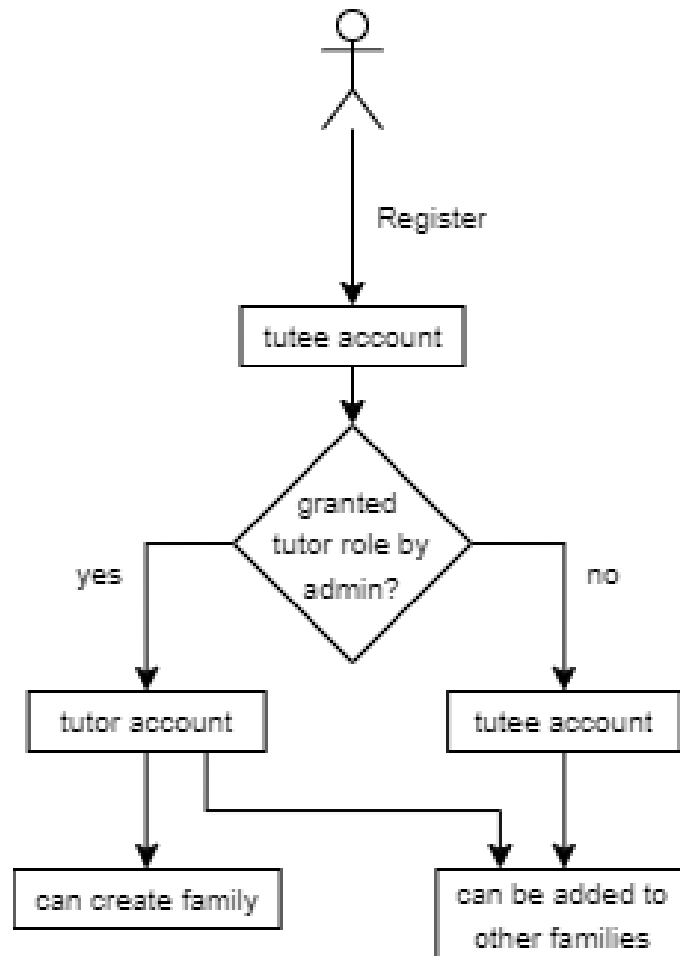 Register
tutee account
granted
tutor role by
admin?
yes
no
tutor account
tutee account
can create family
can be added to
other families